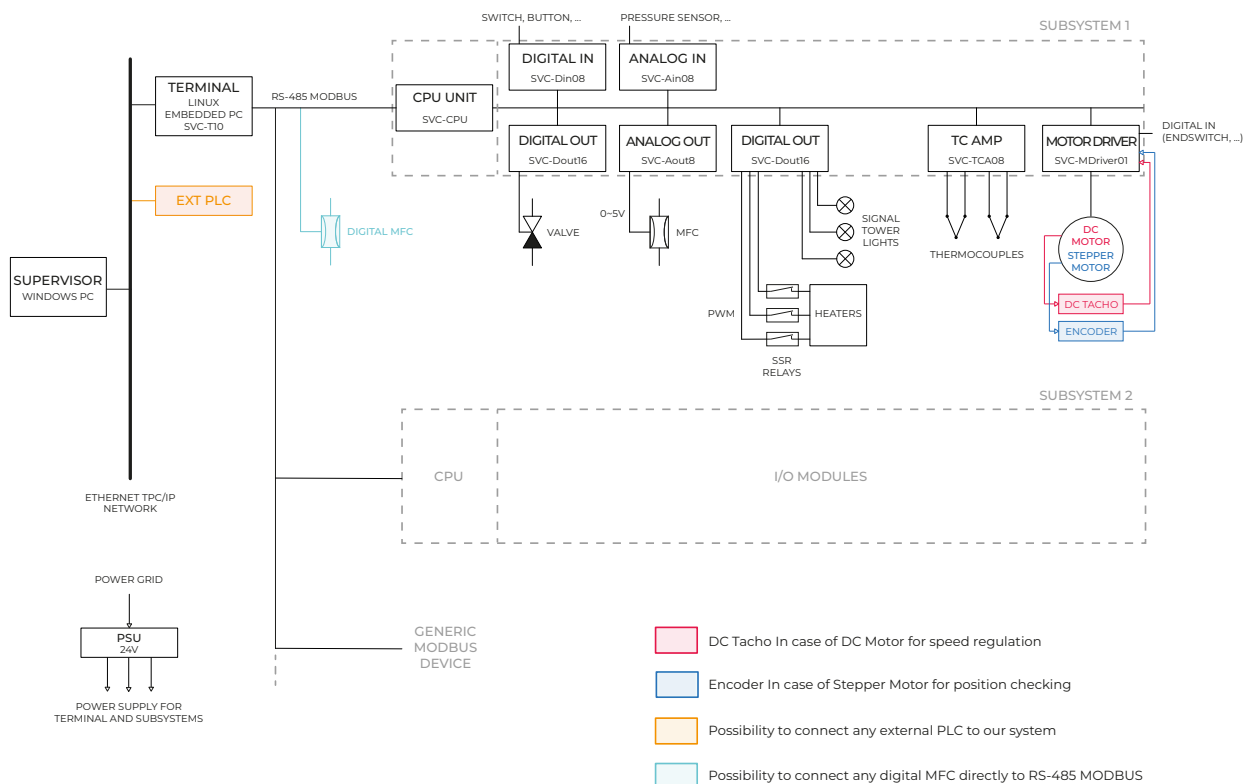 SWITCH, BUTTON, ...
PRESSURE SENSOR, ...
SUBSYSTEM 1
DIGITAL IN
SVC-Din08
ANALOG IN
SVC-Ain08
TERMINAL
LINUX
EMBEDDED PC
SVC-T10
RS-485 MODBUS
CPU UNIT
SVC-CPU
DIGITAL OUT
SVC-Dout16
ANALOG OUT
SVC-Aout8
DIGITAL OUT
SVC-Dout16
TC AMP
SVC-TCA08
MOTOR DRIVER
SVC-MDriver01
DIGITAL IN
(ENDSWITCH, ...)
EXT PLC
DIGITAL MFC
VALVE
0~5V
MFC
SIGNAL
TOWER
LIGHTS
THERMOCOUPLES
DC
MOTOR
STEPPER
MOTOR
SUPERVISOR
WINDOWS PC
PWM
HEATERS
DC TACHO
ENCODER
SSR
RELAYS
SUBSYSTEM 2
CPU
I/O MODULES
ETHERNET TPC/IP
NETWORK
POWER GRID
PSU
24V
POWER SUPPLY FOR
TERMINAL AND SUBSYSTEMS
GENERIC
MODBUS
DEVICE
DC Tacho In case of DC Motor for speed regulation
Encoder In case of Stepper Motor for position checking
Possibility to connect any external PLC to our system
Possibility to connect any digital MFC directly to RS-485 MODBUS